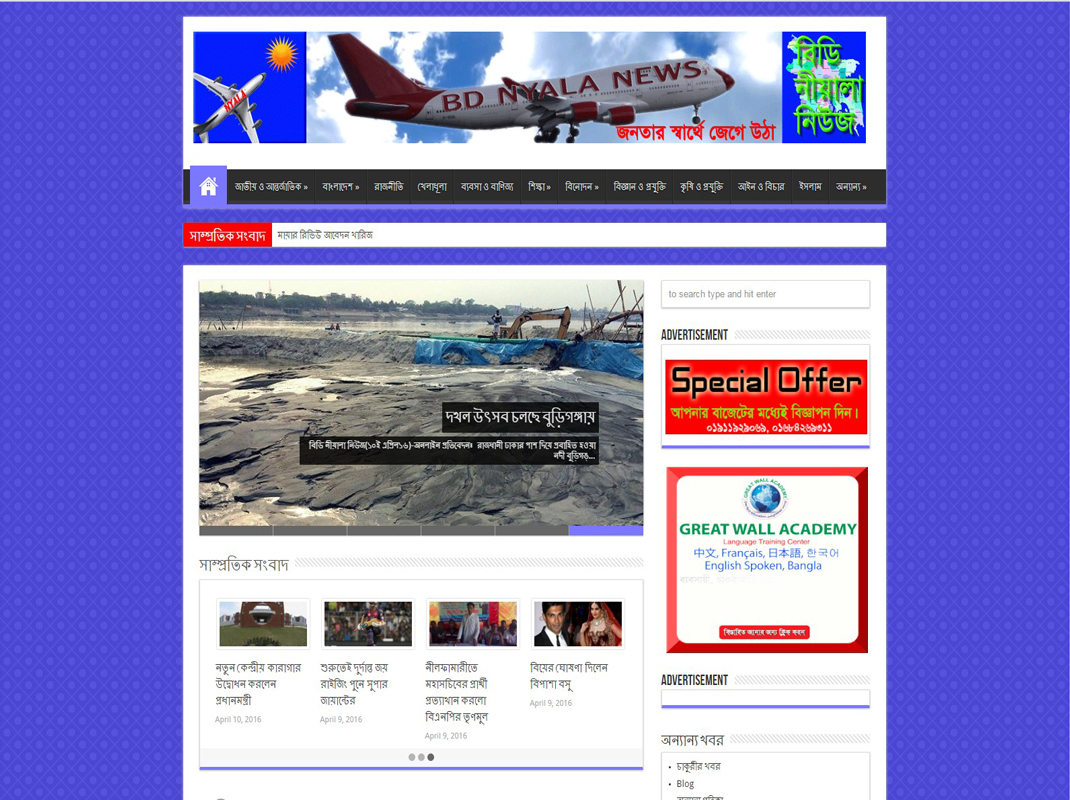 NYALA
BD NYALA NEWS
জনতার স্বার্থে জেগে উঠা
বিডি
নীয়ালা
নিউজ
জাতীয় ও আন্তর্জাতিক »
বাংলাদেশ »
রাজনীতি
খেলাধূলা
ব্যবসা ও বাণিজ্য
শিক্ষা »
বিনোদন »
বিজ্ঞান ও প্রযুক্তি
কৃষি ও প্রযুক্তি
আইন ও বিচার
ইসলাম
অন্যান্য »
সাম্প্রতিক সংবাদ
মায়ার রিভিউ আবেদন খারিজ
দখল উৎসব চলছে বুড়িগঙ্গায়
বিডি নীয়ালা নিউজ(১০ই এপ্রিল১৬)-অনলাইন প্রতিবেদনঃ রাজধানী ঢাকার পাশ দিয়ে প্রবাহিত হওয়া
নদী বুড়িগঙ...
সাম্প্রতিক সংবাদ
নতুন কেন্দ্রীয় কারাগার
উদ্বোধন করলেন
প্রধানমন্ত্রী
April 10, 2016
শুরুতেই দুর্দান্ত জয়
রাইজিং পুনে সুপার
জায়ান্টের
April 9, 2016
নীলফামারীতে
মহাসচিবের প্রার্থী
প্রত্যাখান করলো
বিএনপির তৃণমূল
April 9, 2016
বিয়ের ঘোষণা দিলেন
বিপাশা বসু
April 9, 2016
to search type and hit enter
ADVERTISEMENT
Special Offer
আপনার বাজেটের মধ্যেই বিজ্ঞাপন দিন।
০১৯১১৯২৯০৬৯, ০১৬৮৪২৬৯৩১১
GREAT WALL ACADEMY
GREAT WALL ACADEMY
Language Training Center
中文, Français, 日本語, 한국어
English Spoken, Bangla
বিস্তারিত জানার জন্য ক্লিক করুন
ADVERTISEMENT
অন্যান্য খবর
চাকুরীর খবর
Blog